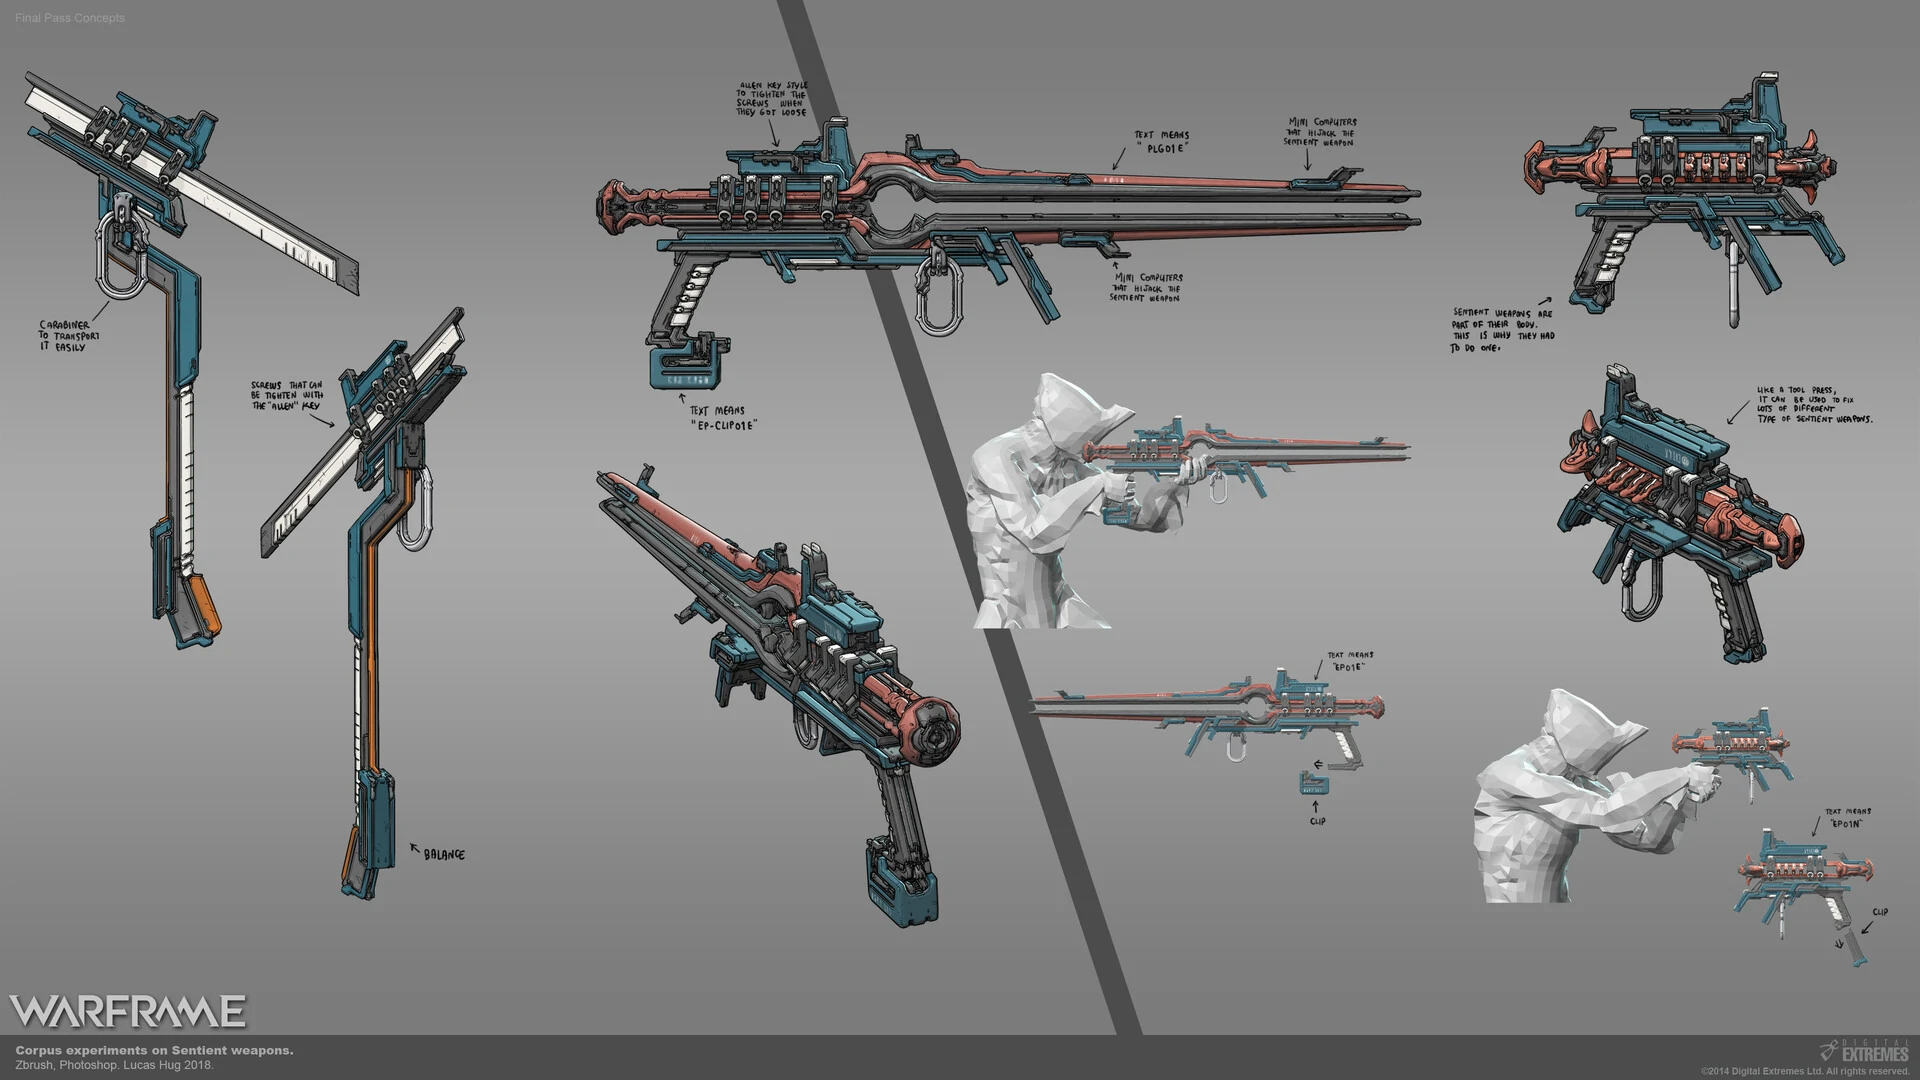 Final Pass Concepts
ALLEN KEY STYLE
TO TIGHTEN THE
SCREWS WHEN
THEY GOT LOOSE
TEXT MEANS
" PLG01E"
MINI COMPUTERS
THAT HIJACK THE
SENTIENT WEAPON
MINI COMPUTERS
THAT HIJACK THE
SENTIENT WEAPON
CARABINER
TO TRANSPORT
IT EASILY
SENTIENT WEAPONS ARE
PART OF THEIR BODY.
THIS IS WHY THEY HAD
TO DO ONE.
SCREWS THAT CAN
BE TIGHTEN WITH
THE "ALLEN" KEY
TEXT MEANS
"EP-CLIP01E"
LIKE A TOOL PRESS,
IT CAN BE USED TO FIX
LOTS OF DIFFERENT
TYPE OF SENTIENT WEAPONS.
TEXT MEANS
"EP01E"
CLIP
TEXT MEANS
"EP01N"
CLIP
BALANCE
WARFRAME
Corpus experiments on Sentient weapons.
Zbrush, Photoshop. Lucas Hug 2018.
DIGITAL
EXTREMES
©2014 Digital Extremes Ltd. All rights reserved.